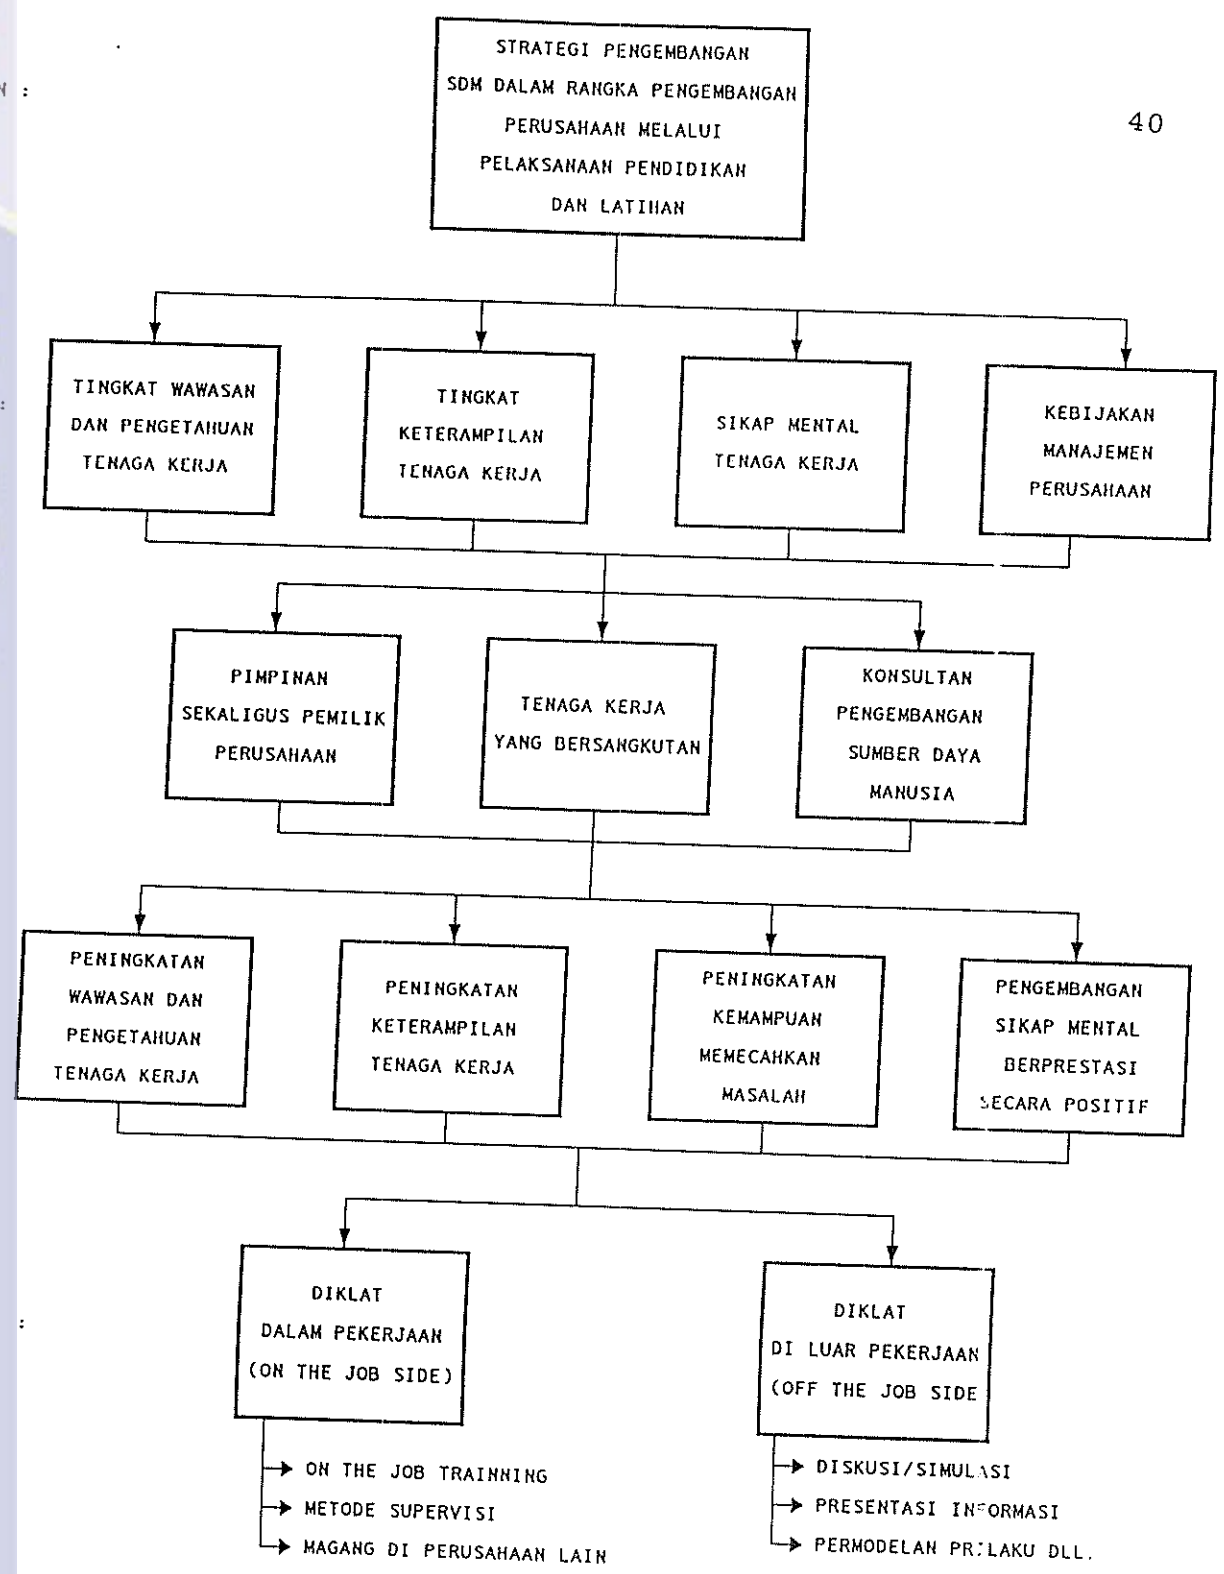 N :
40
STRATEGI PENGEMBANGAN
SDM DALAM RANGKA PENGEMBANGAN
PERUSAHAAN MELALUI
PELAKSANAAN PENDIDIKAN
DAN LATIHAN
:
TINGKAT WAWASAN
DAN PENGETAHUAN
TENAGA KERJA
TINGKAT
KETERAMPILAN
TENAGA KERJA
SIKAP MENTAL
TENAGA KERJA
KEBIJAKAN
MANAJEMEN
PERUSAHAAN
PIMPINAN
SEKALIGUS PEMILIK
PERUSAHAAN
TENAGA KERJA
YANG BERSANGKUTAN
KONSULTAN
PENGEMBANGAN
SUMBER DAYA
MANUSIA
PENINGKATAN
WAWASAN DAN
PENGETAHUAN
TENAGA KERJA
PENINGKATAN
KETERAMPILAN
TENAGA KERJA
PENINGKATAN
KEMAMPUAN
MEMECAHKAN
MASALAH
PENGEMBANGAN
SIKAP MENTAL
BERPRESTASI
SECARA POSITIF
:
DIKLAT
DALAM PEKERJAAN
(ON THE JOB SIDE)
ON THE JOB TRAINNING
METODE SUPERVISI
MAGANG DI PERUSAHAAN LAIN
DIKLAT
DI LUAR PEKERJAAN
(OFF THE JOB SIDE
DISKUSI/SIMULASI
PRESENTASI INFORMASI
PERMODELAN PRILAKU DLL.